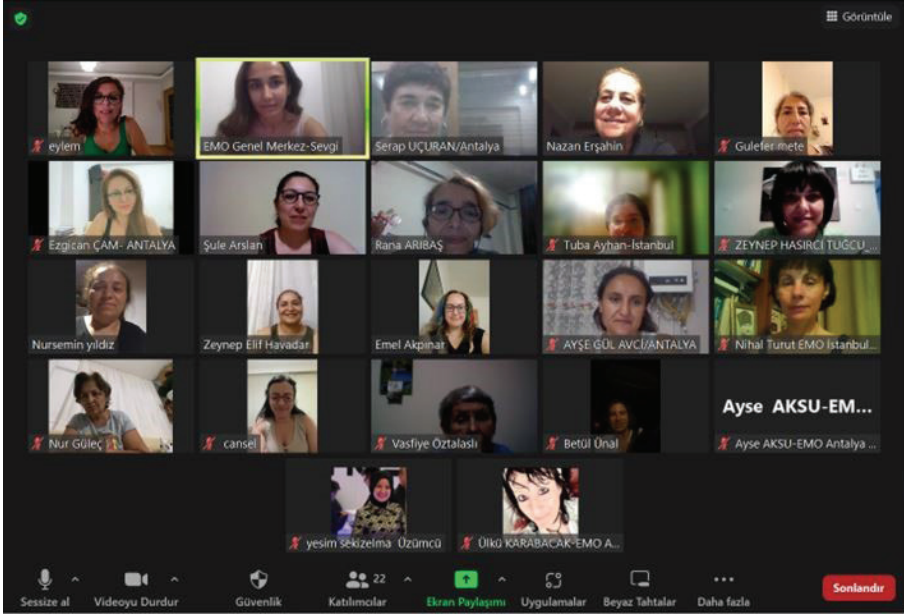 Görüntüle
eylem
EMO Genel Merkez-Sevgi
Serap UÇURAN/Antalya
Nazan Erşahin
Gulefer mete
Ezgican ÇAM- ANTALYA
Şule Arslan
Rana ARIBAŞ
Tuba Ayhan-İstanbul
ZEYNEP HASIRCI TUĞCU_...
Nursemin yıldız
Zeynep Elif Havadar
Emel Akpınar
AYŞE GÜL AVCİ/ANTALYA
Nihal Turut EMO İstanbul...
Nur Güleç
cansel
Vasfiye Öztalaslı
Betül Ünal
Ayse AKSU-EM...
Ayse AKSU-EMO Antalya ...
yesim sekizelma Üzümcü
Ülkü KARABACAK-EMO A...
Sessize al
Videoyu Durdur
Güvenlik
22
Katılımcılar
Ekran Paylaşımı
Uygulamalar
Beyaz Tahtalar
Daha fazla
Sonlandır